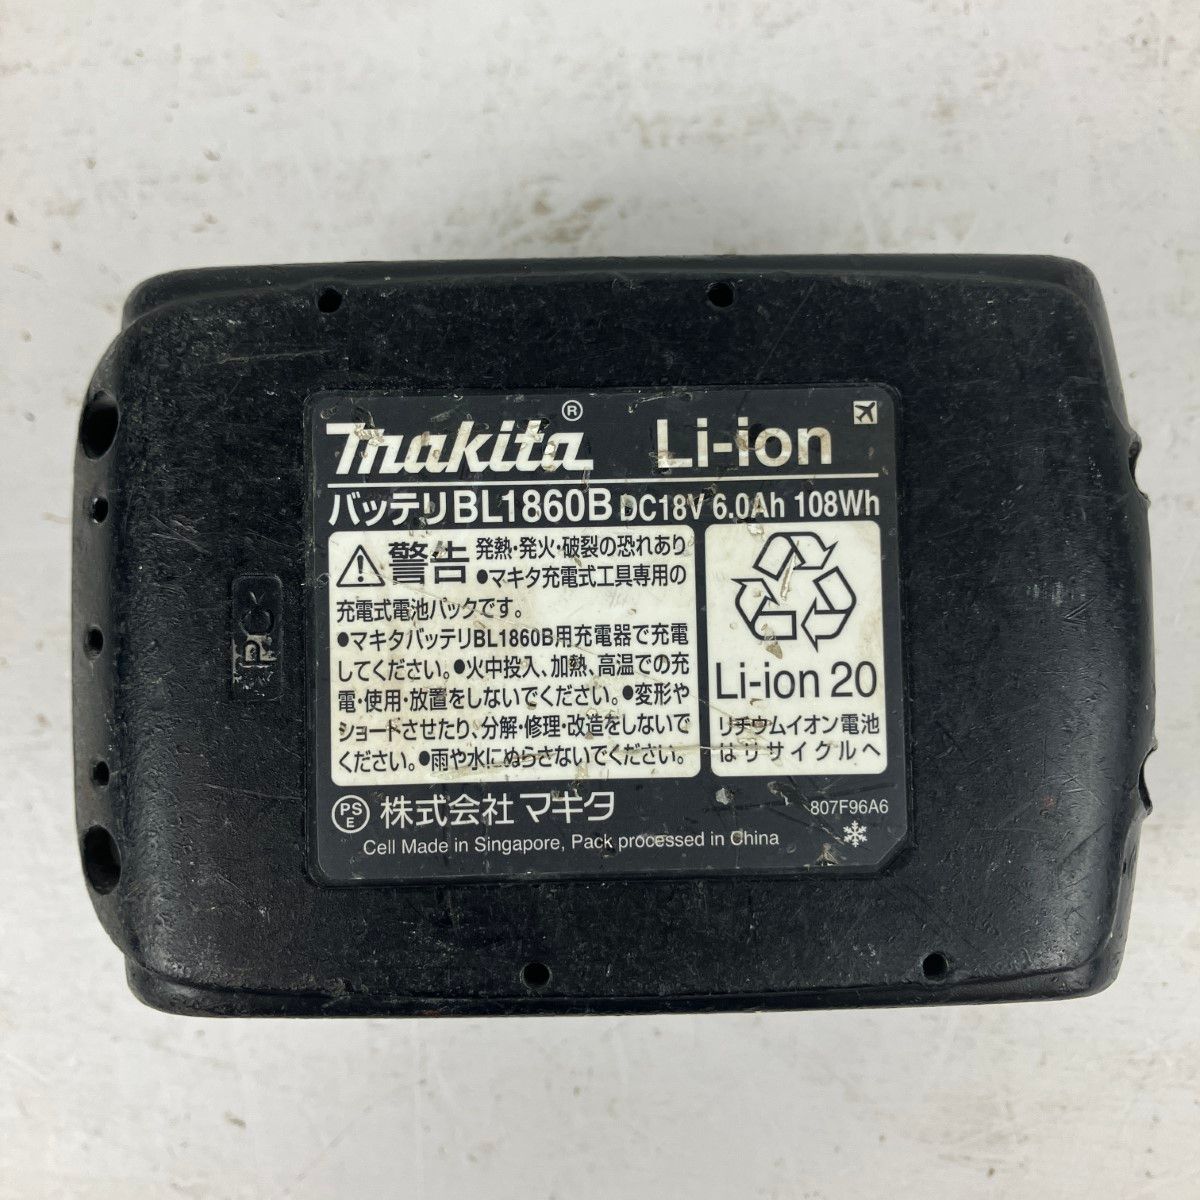 makita® Li-ion
バッテリBL1860B DC18V 6.0Ah 108Wh
警告 発熱・発火・破裂の恐れあり
●マキタ充電式工具専用の
充電式電池パックです。
●マキタバッテリBL1860B用充電器で充電
してください。●火中投入、加熱、高温での充
電・使用・放置をしないでください。●変形や
ショートさせたり、分解・修理・改造をしないで
ください。●雨や水にぬらさないでください。
Li-ion 20
リチウムイオン電池
はリサイクルへ
PS
E
株式会社 マキタ
807F96A6
Cell Made in Singapore, Pack processed in China